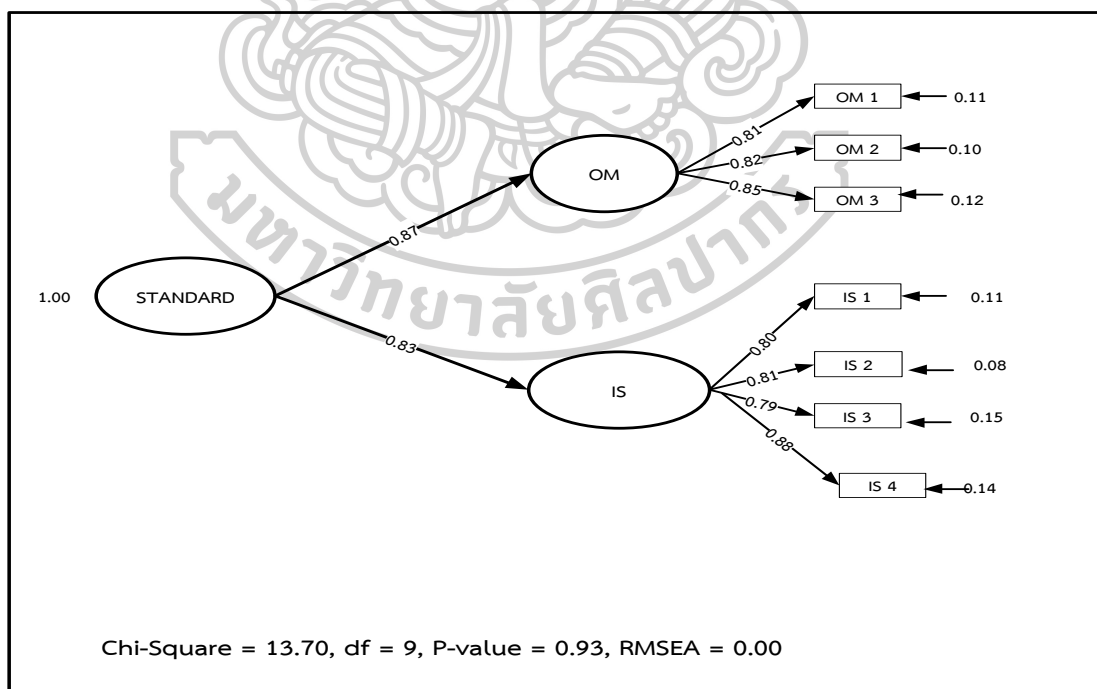 OM 1
0.11
0.81
OM 2
0.10
0.82
OM
0.85
OM 3
0.12
0.87
1.00
STANDARD
มหาวิทยาลัยศิลปากร
IS 1
0.11
0.80
0.83
IS 2
0.08
0.81
IS
0.79
IS 3
0.15
0.88
IS 4
0.14
Chi-Square = 13.70, df = 9, P-value = 0.93, RMSEA = 0.00